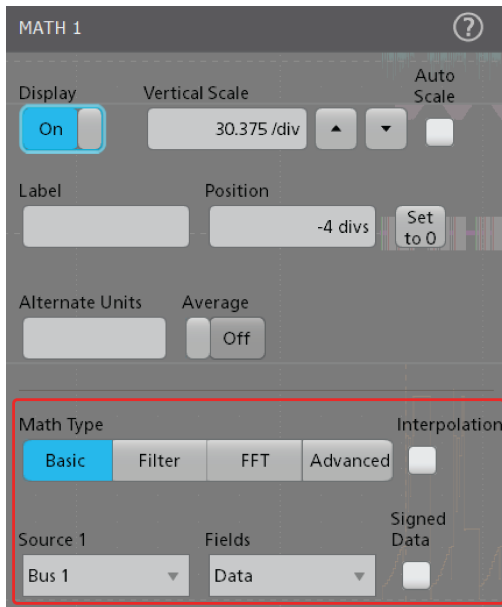 MATH 1 ?
Display Vertical Scale Auto Scale
On 30.375 /div
Label Position
-4 divs Set to 0
Alternate Units Average
Off
Math Type Interpolation
Basic Filter FFT Advanced
Source 1 Fields Signed Data
Bus 1 Data